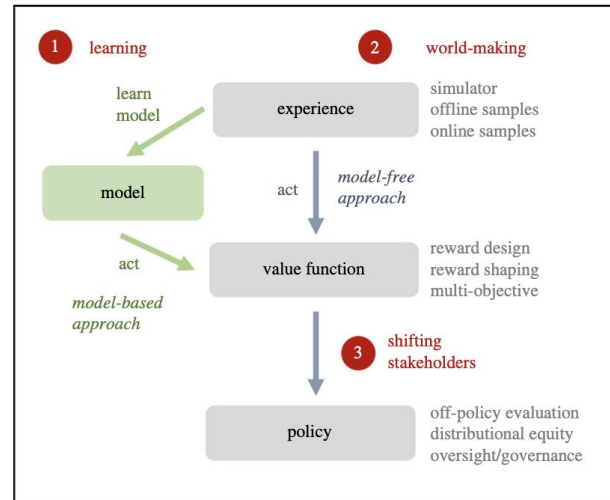 1 learning
2 world-making
learn
model
experience
simulator
offline samples
online samples
model
act
model-free
approach
act
model-based
approach
value function
reward design
reward shaping
multi-objective
3 shifting
stakeholders
policy
off-policy evaluation
distributional equity
oversight/governance